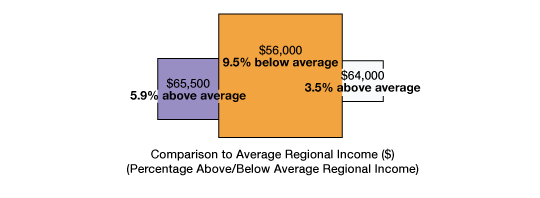 $56,000
9.5% below average
$65,500
5.9% above average
$64,000
3.5% above average
Comparison to Average Regional Income ($)
(Percentage Above/Below Average Regional Income)